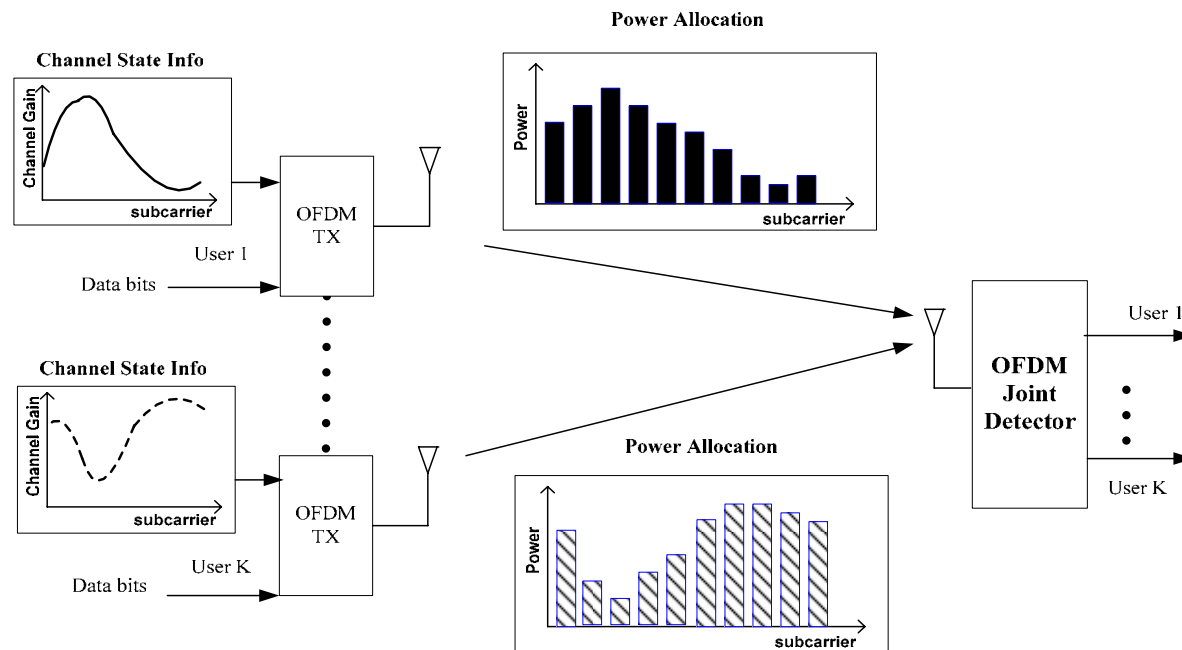 Power Allocation
Channel State Info
Channel Gain
subcarrier
Power
subcarrier
OFDM
TX
User 1
Data bits
User 1
OFDM
Joint
Detector
User K
Channel State Info
Channel Gain
subcarrier
OFDM
TX
User K
Data bits
Power Allocation
Power
subcarrier